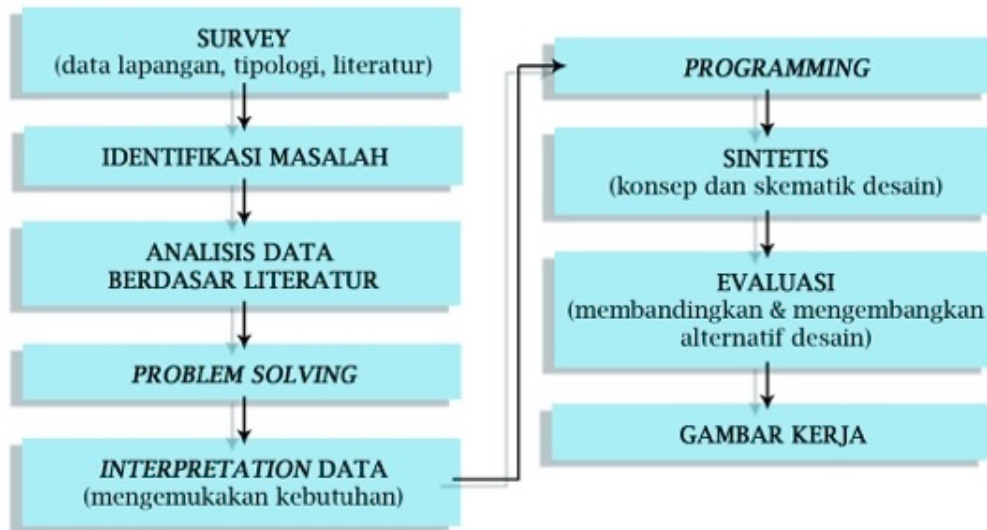 SURVEY
(data lapangan, tipologi, literatur)
IDENTIFIKASI MASALAH
ANALISIS DATA
BERDASAR LITERATUR
PROBLEM SOLVING
INTERPRETATION DATA
(mengemukakan kebutuhan)
PROGRAMMING
SINTETIS
(konsep dan skematik desain)
EVALUASI
(membandingkan & mengembangkan
alternatif desain)
GAMBAR KERJA